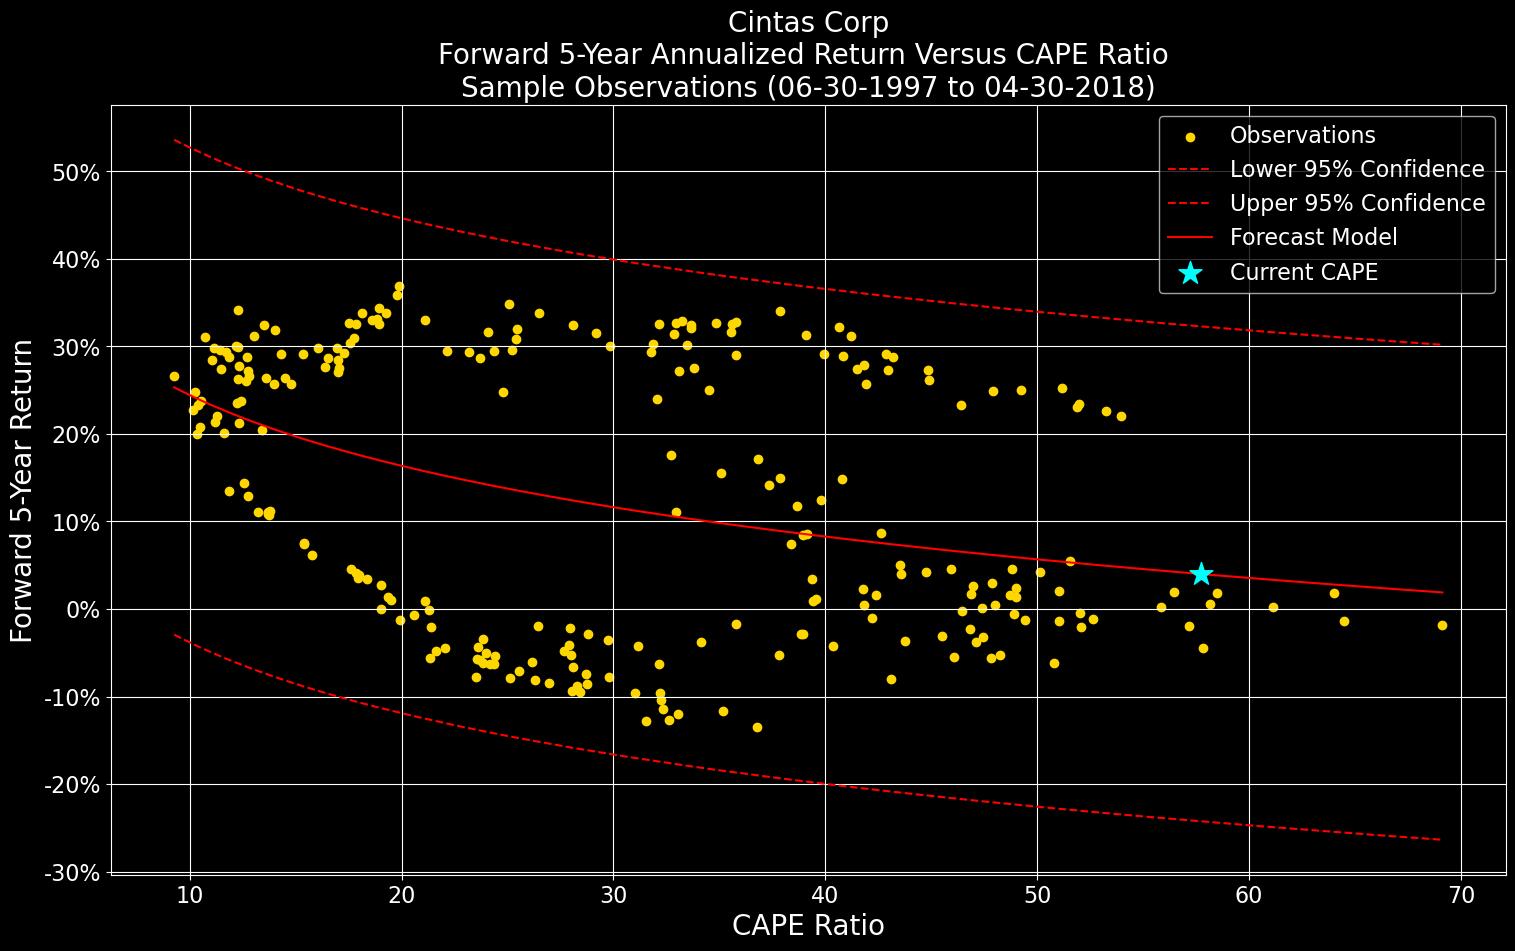 Cintas Corp
Forward 5-Year Annualized Return Versus CAPE Ratio
Sample Observations (06-30-1997 to 04-30-2018)
Observations
Lower 95% Confidence
Upper 95% Confidence
Forecast Model
Current CAPE
Forward 5-Year Return
50%
40%
30%
20%
10%
0%
-10%
-20%
-30%
10 20 30 40 50 60 70
CAPE Ratio